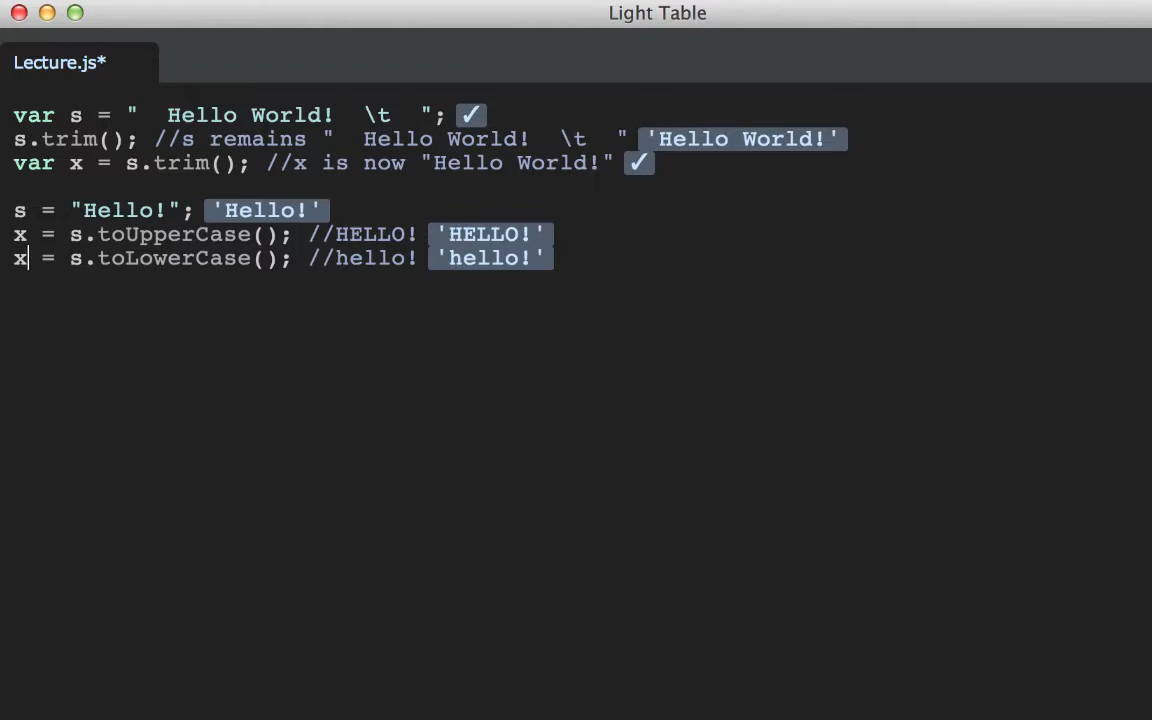 Light Table
Lecture.js*
var s = "  Hello World!  \t  "; ✓
s.trim(); //s remains "  Hello World!  \t  " 'Hello World!'
var x = s.trim(); //x is now "Hello World!" ✓
s = "Hello!"; 'Hello!'
x = s.toUpperCase(); //HELLO! 'HELLO!'
x = s.toLowerCase(); //hello! 'hello!'